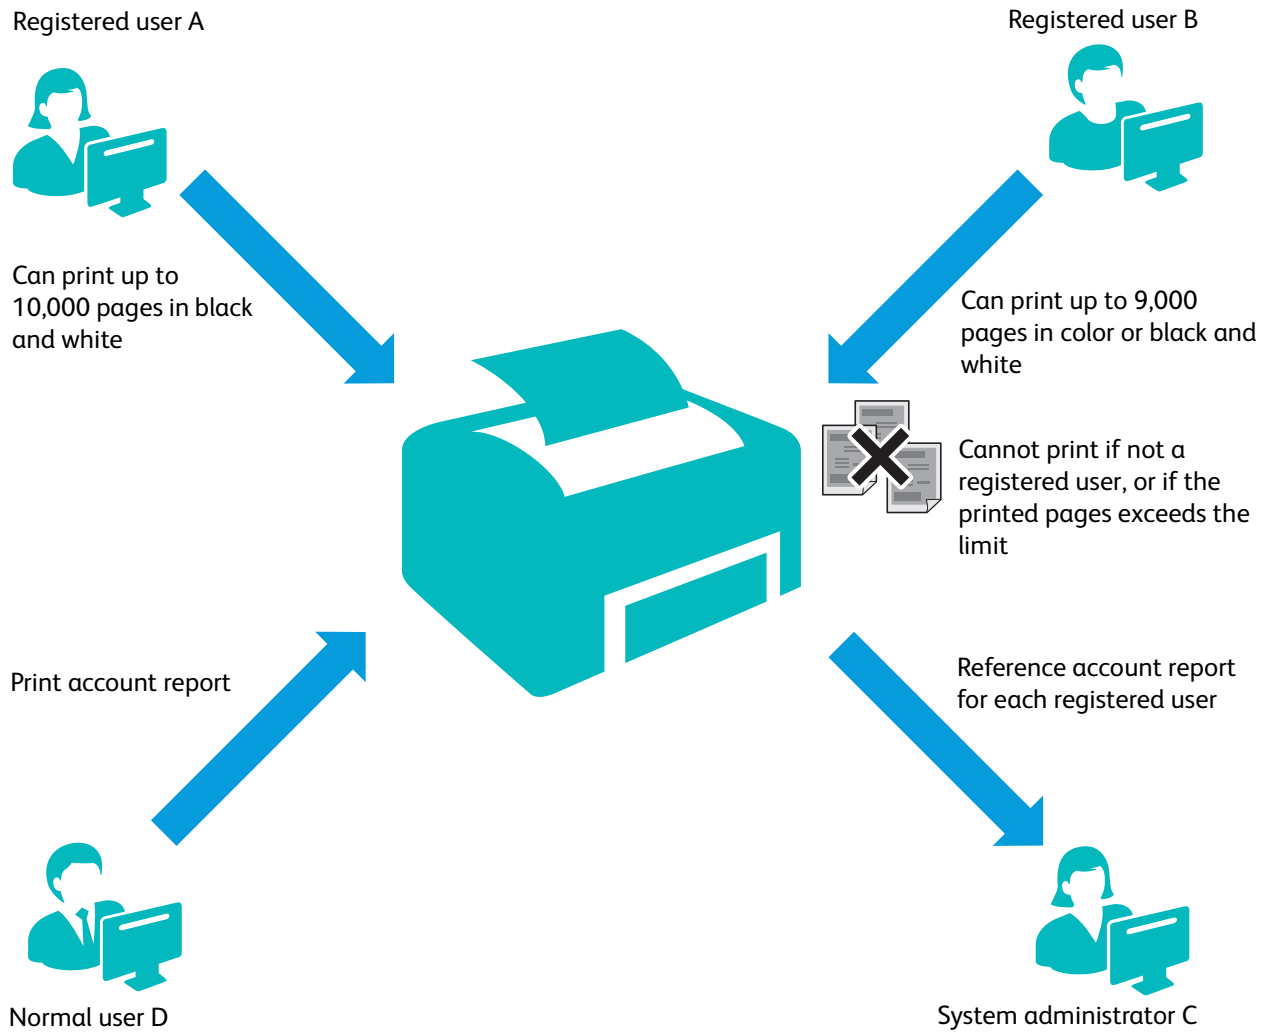 Registered user A
Registered user B
Can print up to
10,000 pages in black
and white
Can print up to 9,000
pages in color or black and
white
Cannot print if not a
registered user, or if the
printed pages exceeds the
limit
Print account report
Reference account report
for each registered user
Normal user D
System administrator C